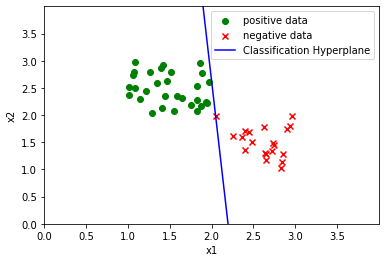 positive data
negative data
Classification Hyperplane
x2
3.5
3.0
2.5
2.0
1.5
1.0
0.5
0.0
0.0 0.5 1.0 1.5 2.0 2.5 3.0 3.5
x1